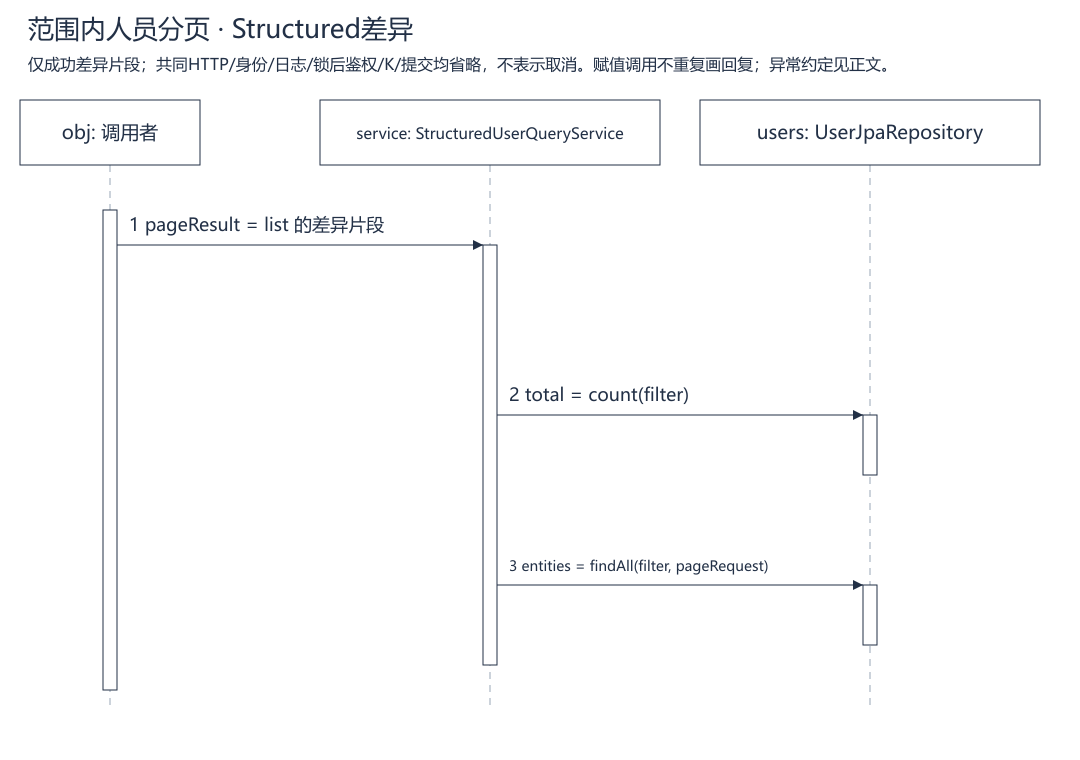 范围内人员分页 · Structured差异
仅成功差异片段；共同HTTP/身份/日志/锁后鉴权/K/提交均省略，不表示取消。赋值调用不重复画回复；异常约定见正文。
obj: 调用者
service: StructuredUserQueryService
users: UserJpaRepository
1 pageResult = list 的差异片段
2 total = count(filter)
3 entities = findAll(filter, pageRequest)